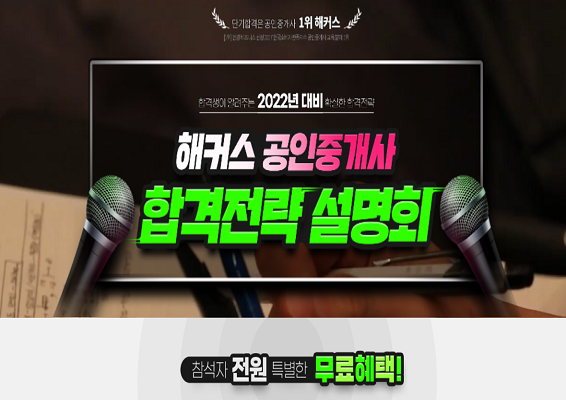 단기합격은 공인중개사 1위 해커스
합격생이 알려주는 2022년 대비 확실한 합격전략
해커스 공인중개사
합격전략 설명회
참석자 전원 특별한 무료혜택!